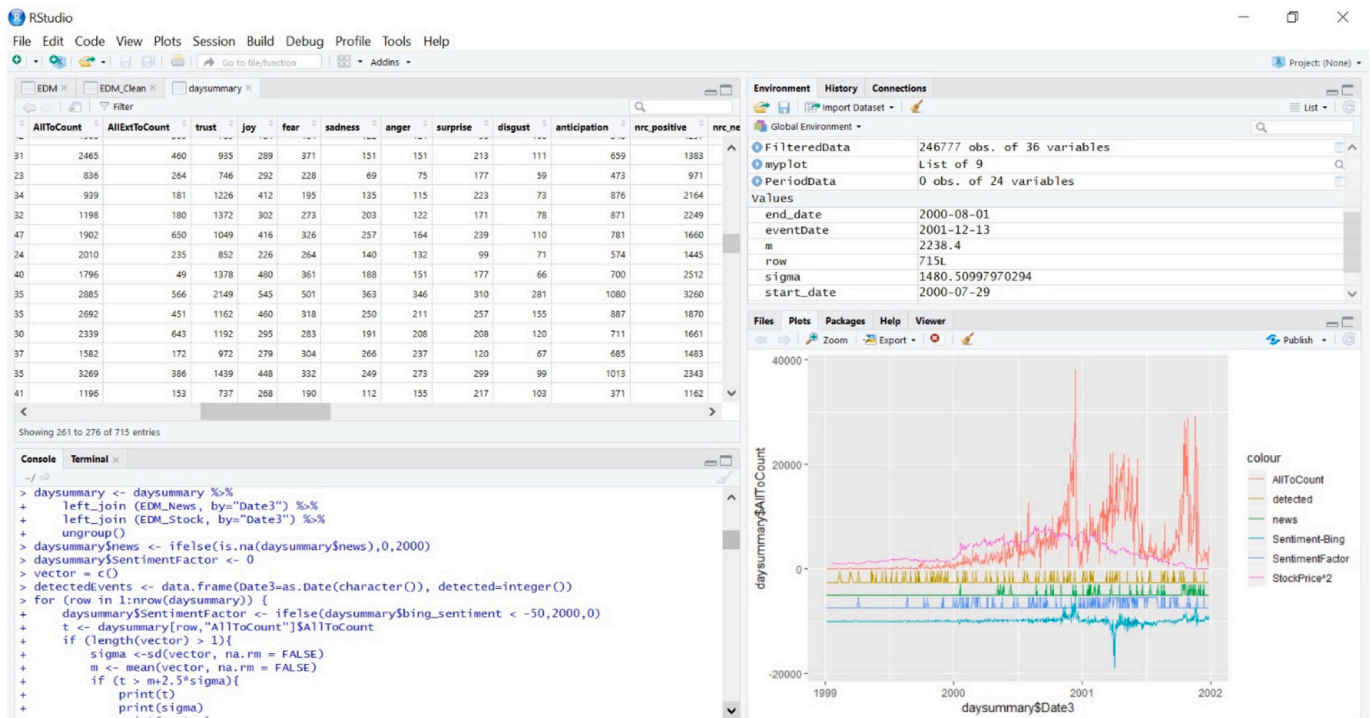 RStudio
File Edit Code View Plots Session Build Debug Profile Tools Help
Go to file/function Addins
Project: (None)
EDM EDM_Clean daysummary
Filter
AllToCount AllExtToCount trust joy fear sadness anger surprise disgust anticipation nrc_positive nrc_ne
31 2465 460 935 289 371 151 151 213 111 659 1383
23 836 264 746 292 228 69 75 177 59 473 971
34 939 181 1226 412 195 135 115 223 73 876 2164
32 1198 180 1372 302 273 203 122 171 78 871 2249
47 1902 650 1049 416 326 257 164 239 110 781 1660
24 2010 235 852 226 264 140 132 99 71 574 1445
40 1796 49 1378 480 361 188 151 177 66 700 2512
35 2885 566 2149 545 501 363 346 310 281 1080 3260
35 2692 451 1162 460 318 250 211 257 155 887 1870
30 2339 643 1192 295 283 191 208 208 120 711 1661
37 1582 172 972 279 304 266 237 120 67 685 1483
35 3269 386 1439 448 332 249 273 299 99 1013 2343
41 1196 153 737 268 190 112 155 217 103 371 1162
Showing 261 to 276 of 715 entries
Console Terminal
~/
> daysummary <- daysummary %>%
+ left_join (EDM_News, by="Date3") %>%
+ left_join (EDM_Stock, by="Date3") %>%
+ ungroup()
> daysummary$news <- ifelse(is.na(daysummary$news),0,2000)
> daysummary$SentimentFactor <- 0
> vector = c()
> detectedEvents <- data.frame(Date3=as.Date(character()), detected=integer())
> for (row in 1:nrow(daysummary)) {
+ daysummary$SentimentFactor <- ifelse(daysummary$bing_sentiment < -50,2000,0)
+ t <- daysummary[row,"AllToCount"]$AllToCount
+ if (length(vector) > 1){
+ sigma <-sd(vector, na.rm = FALSE)
+ m <- mean(vector, na.rm = FALSE)
+ if (t > m+2.5*sigma){
+ print(t)
+ print(sigma)
Environment History Connections
Import Dataset List
Global Environment
FilteredData 246777 obs. of 36 variables
myplot List of 9
PeriodData 0 obs. of 24 variables
Values
end_date 2000-08-01
eventDate 2001-12-13
m 2238.4
row 715L
sigma 1480.50997970294
start_date 2000-07-29
Files Plots Packages Help Viewer
Zoom Export Publish
40000
20000
0
-20000
daysummary$AllToCount
1999 2000 2001 2002
daysummary$Date3
colour
AllToCount
detected
news
Sentiment-Bing
SentimentFactor
StockPrice^2